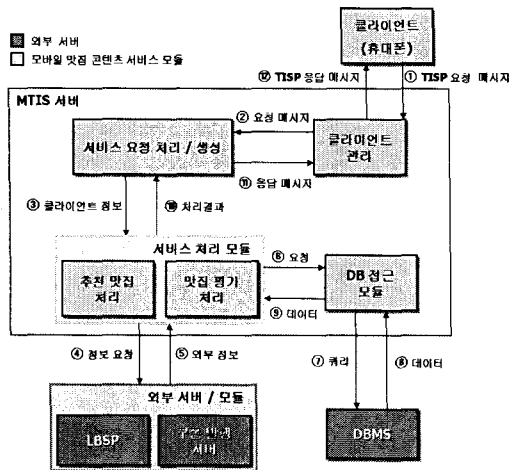 외부 서버
모바일 맛집 콘텐츠 서비스 모듈
클라이언트
(휴대폰)
⑫ TISP 응답 메시지
① TISP 요청 메시지
MTIS 서버
② 요청 메시지
서비스 요청 처리 / 생성
클라이언트
관리
⑪ 응답 메시지
③ 클라이언트 정보
⑩ 처리결과
서비스 처리 모듈
⑥ 요청
추천 맛집
처리
맛집 평가
처리
DB 접근
모듈
⑨ 데이터
④ 정보 요청
⑤ 외부 정보
⑦ 쿼리
⑧ 데이터
외부 서버 / 모듈
LBSP
서버
DBMS